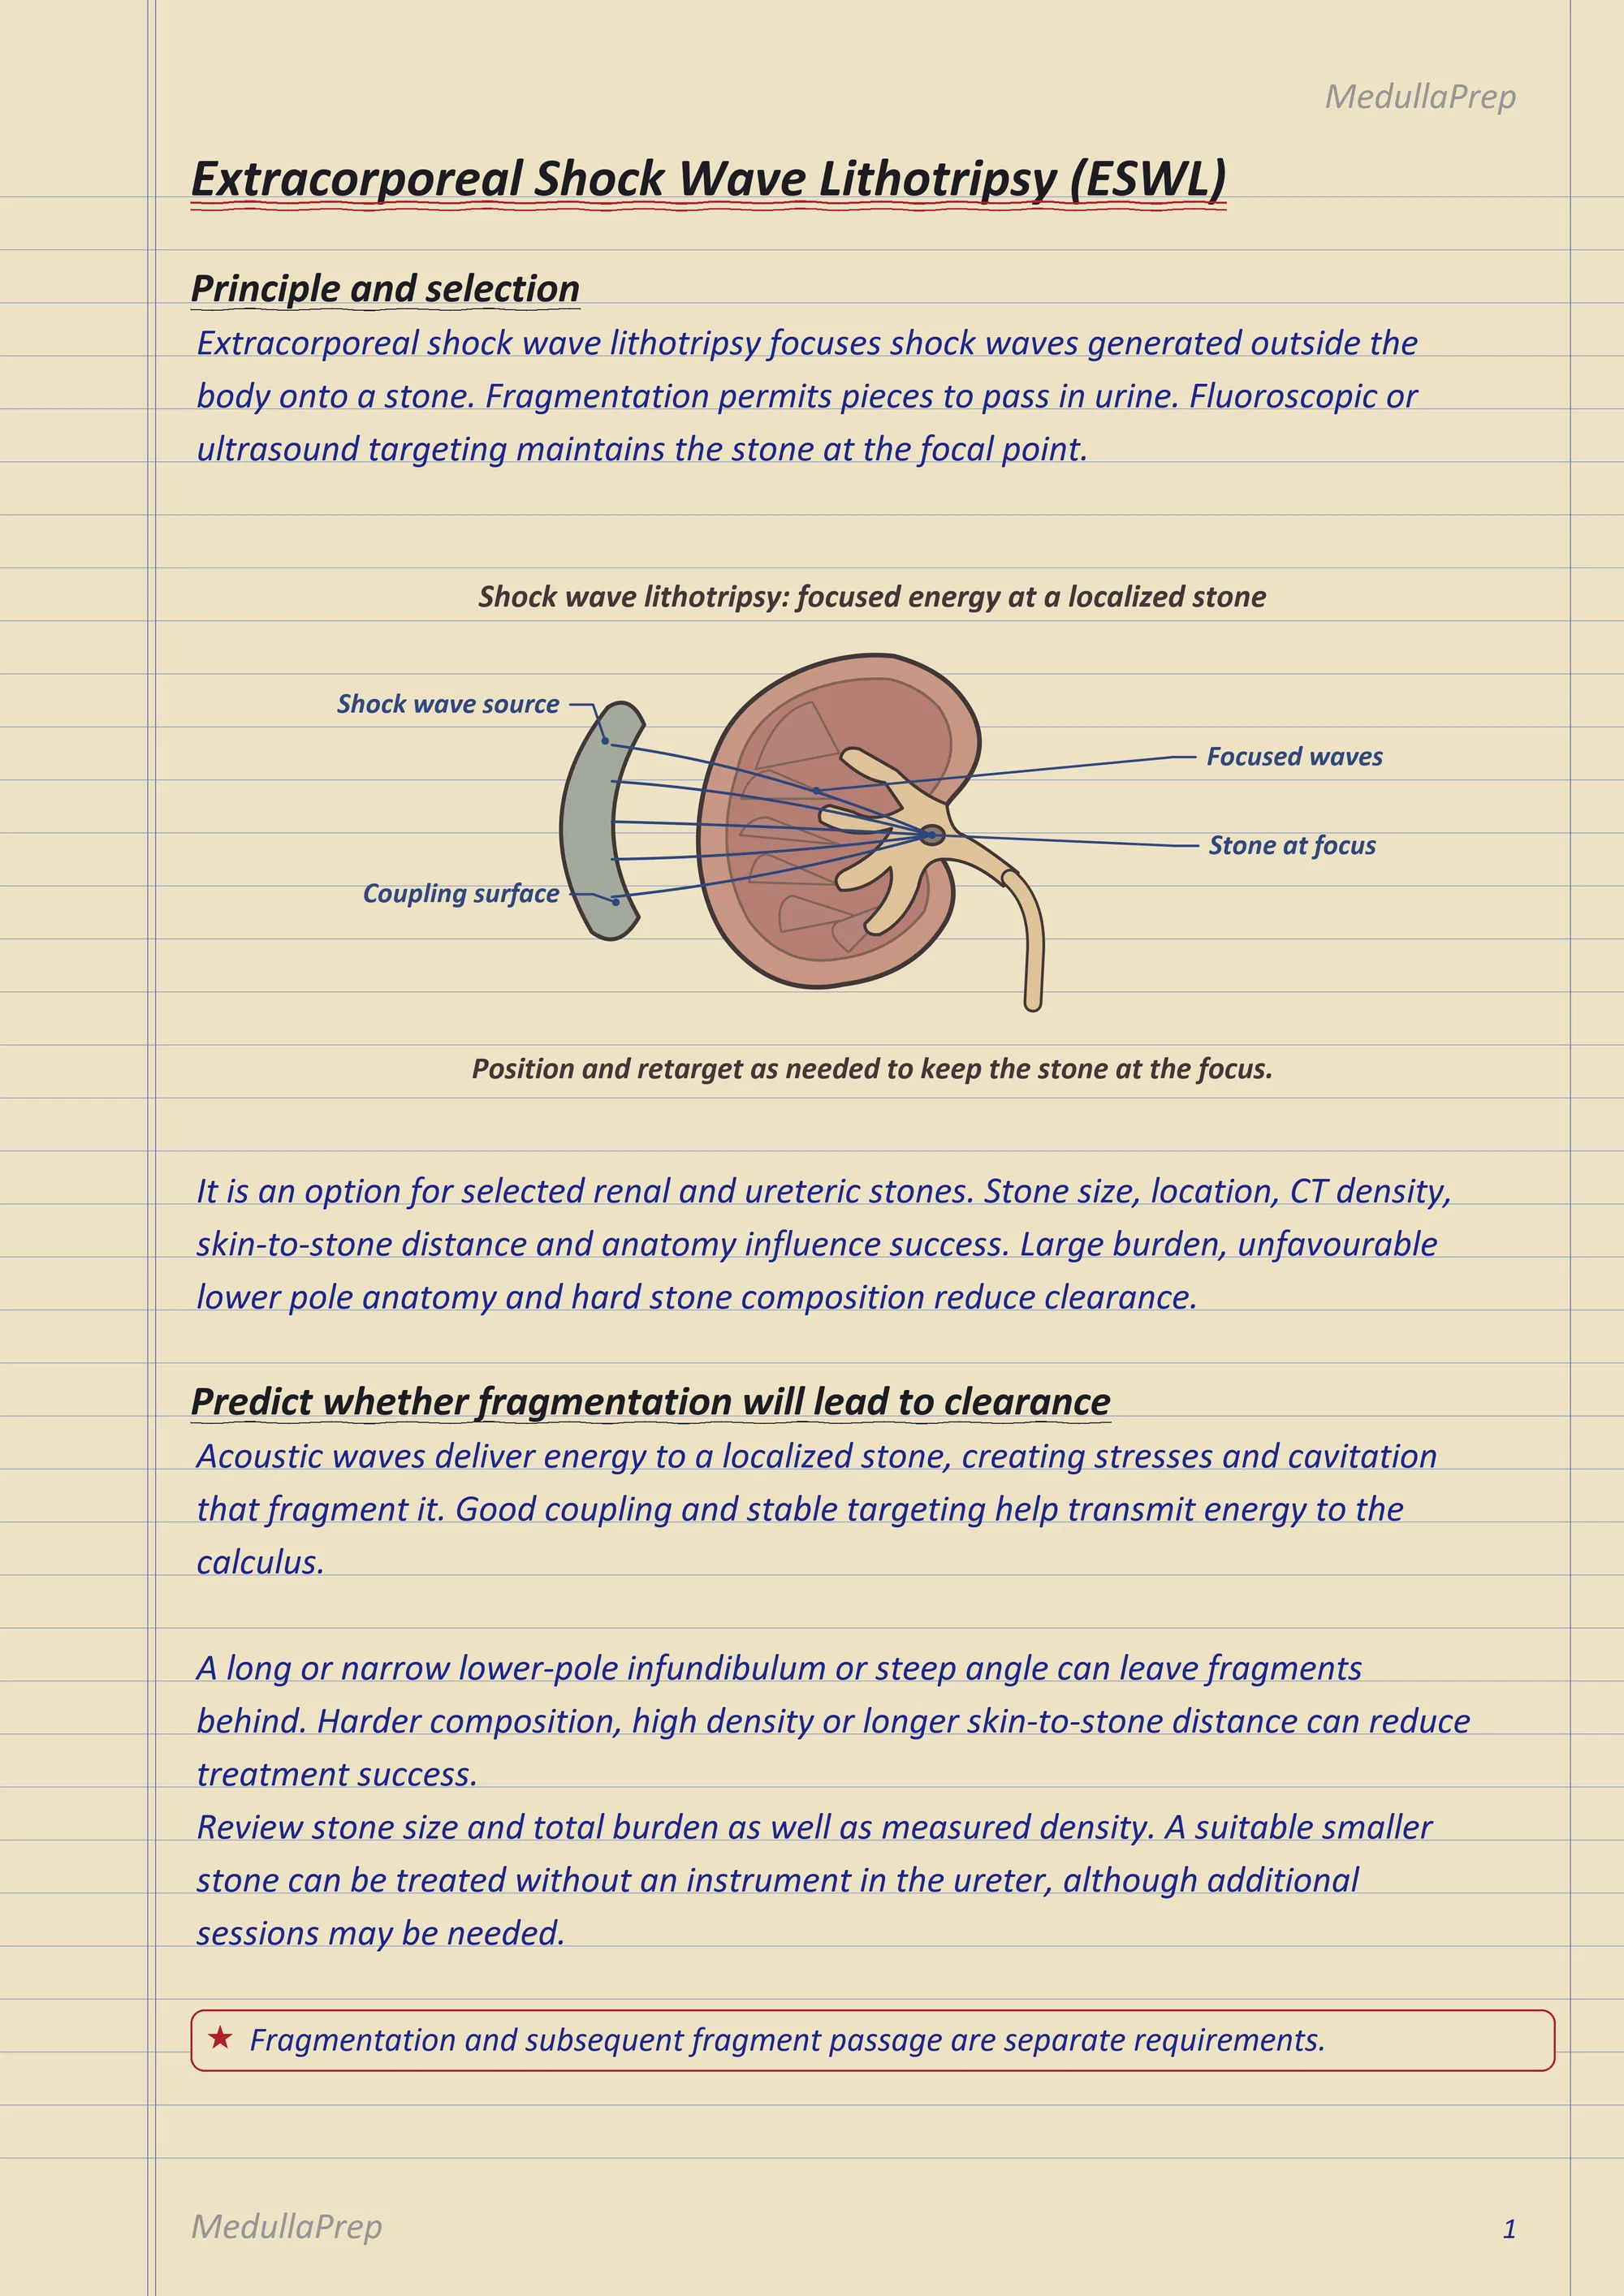 MedullaPrep
Extracorporeal Shock Wave Lithotripsy (ESWL)
Principle and selection
Extracorporeal shock wave lithotripsy focuses shock waves generated outside the
body onto a stone. Fragmentation permits pieces to pass in urine. Fluoroscopic or
ultrasound targeting maintains the stone at the focal point.
Shock wave lithotripsy: focused energy at a localized stone
Shock wave source
Focused waves
Stone at focus
Coupling surface
Position and retarget as needed to keep the stone at the focus.
It is an option for selected renal and ureteric stones. Stone size, location, CT density,
skin-to-stone distance and anatomy influence success. Large burden, unfavourable
lower pole anatomy and hard stone composition reduce clearance.
Predict whether fragmentation will lead to clearance
Acoustic waves deliver energy to a localized stone, creating stresses and cavitation
that fragment it. Good coupling and stable targeting help transmit energy to the
calculus.
A long or narrow lower-pole infundibulum or steep angle can leave fragments
behind. Harder composition, high density or longer skin-to-stone distance can reduce
treatment success.
Review stone size and total burden as well as measured density. A suitable smaller
stone can be treated without an instrument in the ureter, although additional
sessions may be needed.
★ Fragmentation and subsequent fragment passage are separate requirements.
MedullaPrep
1